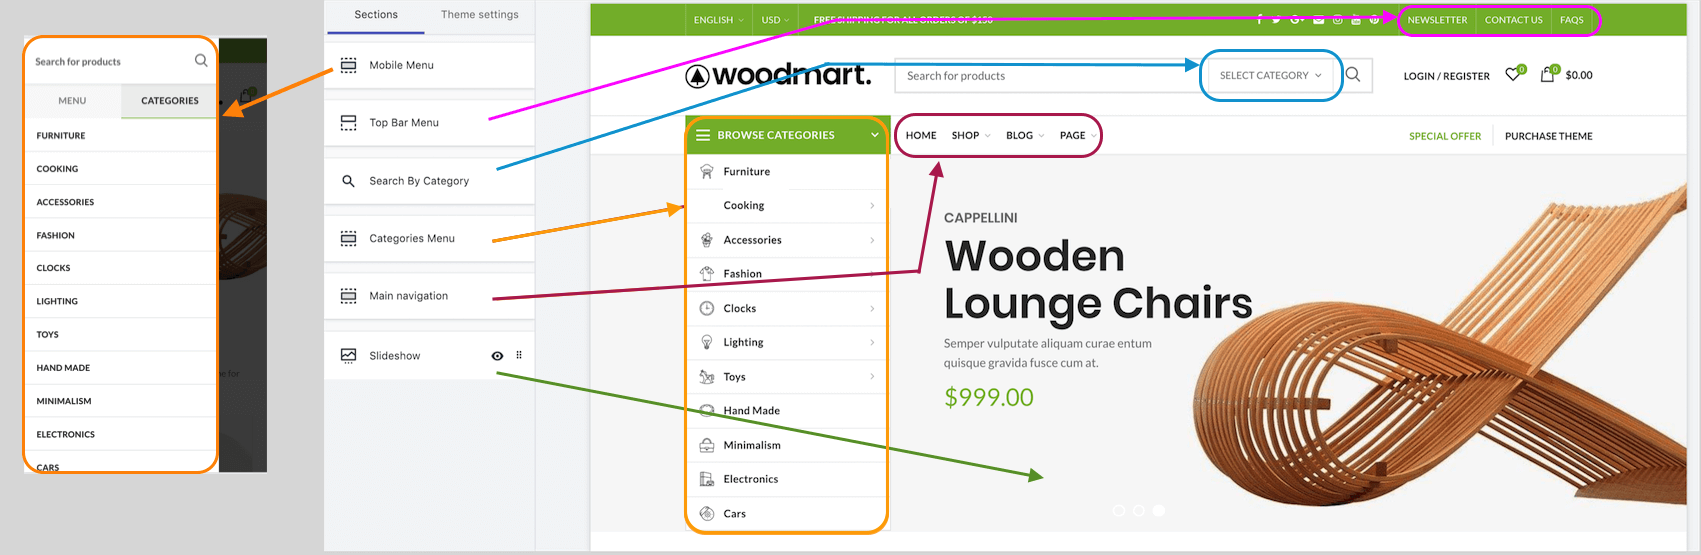 Search for products
MENU
CATEGORIES
FURNITURE
COOKING
ACCESSORIES
FASHION
CLOCKS
LIGHTING
TOYS
HAND MADE
MINIMALISM
ELECTRONICS
CARS
e for
Sections
Theme settings
Mobile Menu
Top Bar Menu
Search By Category
Categories Menu
Main navigation
Slideshow
ENGLISH
USD
FREE SHIPPING FOR ALL ORDERS OF $150
NEWSLETTER
CONTACT US
FAQS
woodmart.
Search for products
SELECT CATEGORY
LOGIN / REGISTER
0
0
$0.00
BROWSE CATEGORIES
HOME
SHOP
BLOG
PAGE
SPECIAL OFFER
PURCHASE THEME
Furniture
Cooking
Accessories
Fashion
Clocks
Lighting
Toys
Hand Made
Minimalism
Electronics
Cars
CAPPELLINI
Wooden
Lounge Chairs
Semper vulputate aliquam curae entum
quisque gravida fusce cum at.
$999.00